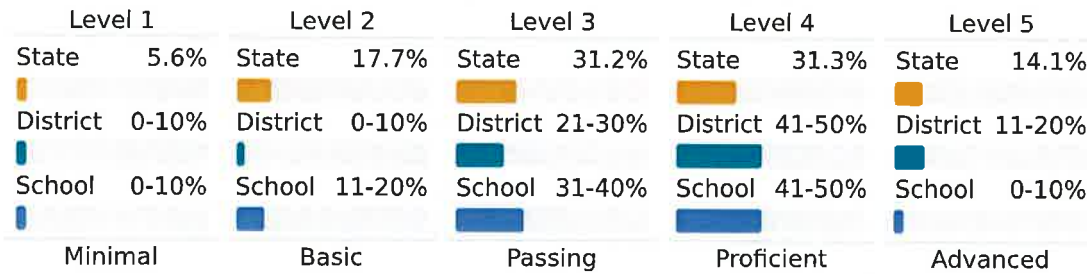 Level 1 Level 2 Level 3 Level 4 Level 5
State 5.6% State 17.7% State 31.2% State 31.3% State 14.1%
District 0-10% District 0-10% District 21-30% District 41-50% District 11-20%
School 0-10% School 11-20% School 31-40% School 41-50% School 0-10%
Minimal Basic Passing Proficient Advanced